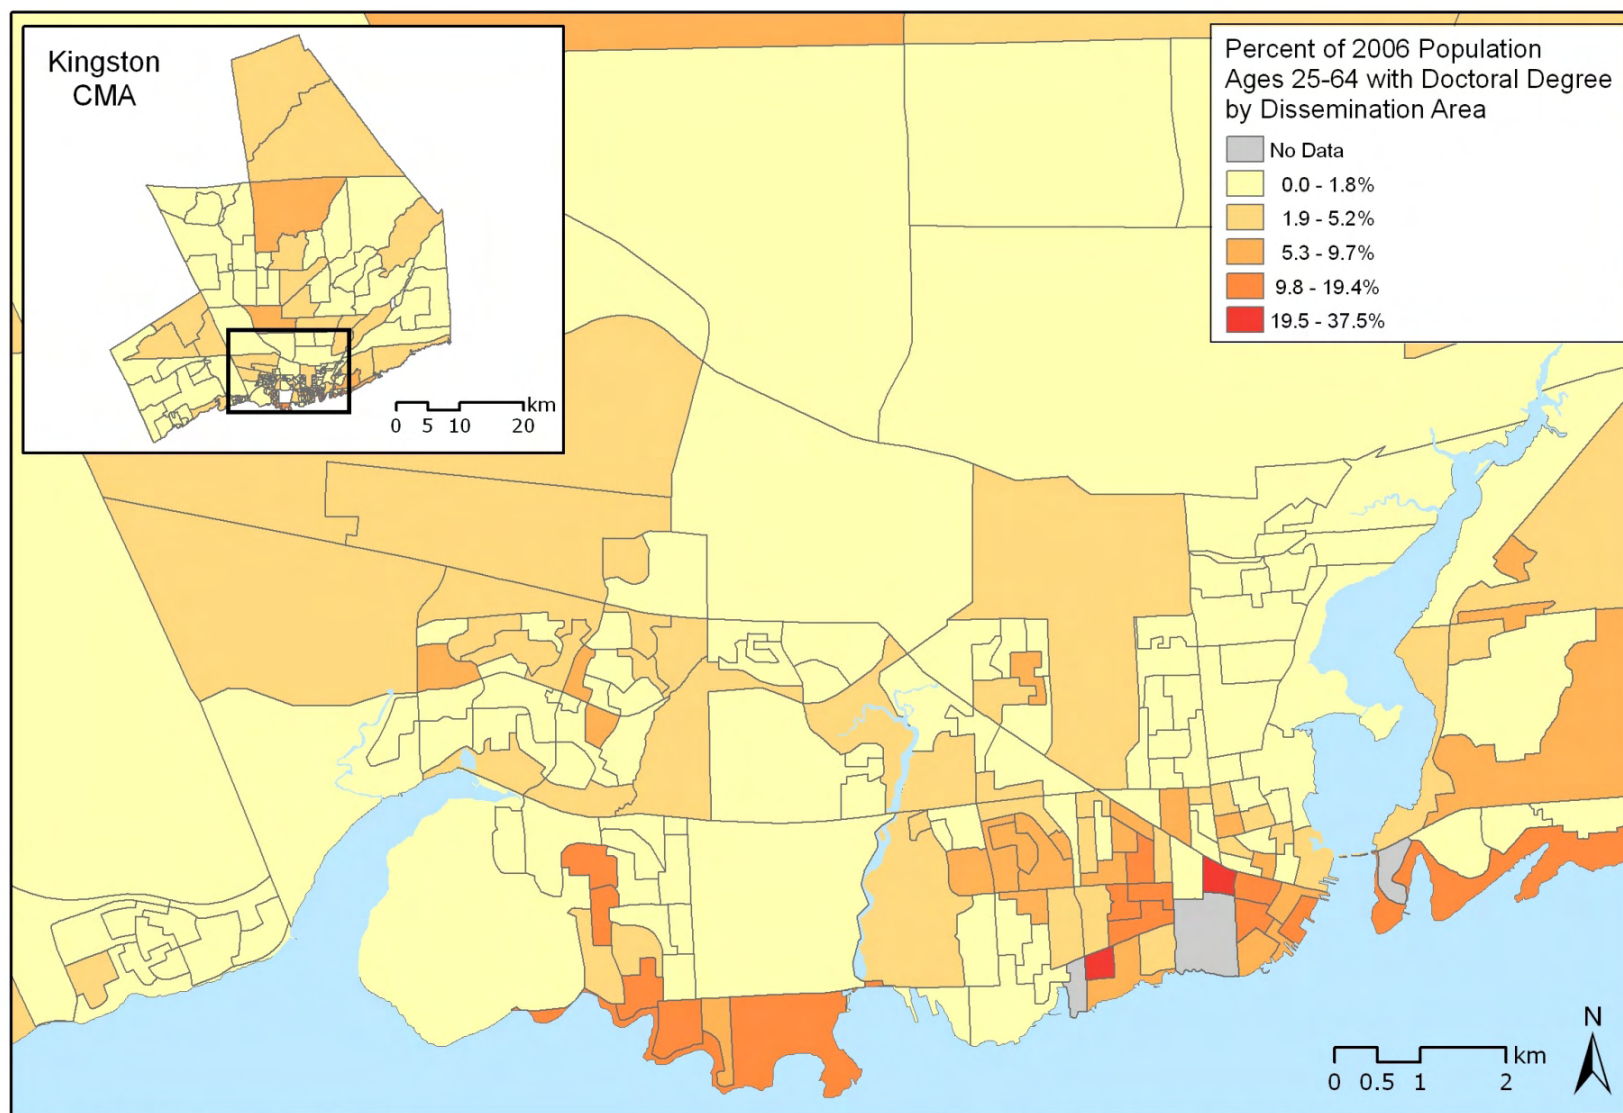 Kingston
CMA
0 5 10 20 km
Percent of 2006 Population
Ages 25-64 with Doctoral Degree
by Dissemination Area
No Data
0.0 - 1.8%
1.9 - 5.2%
5.3 - 9.7%
9.8 - 19.4%
19.5 - 37.5%
N
km
0 0.5 1 2